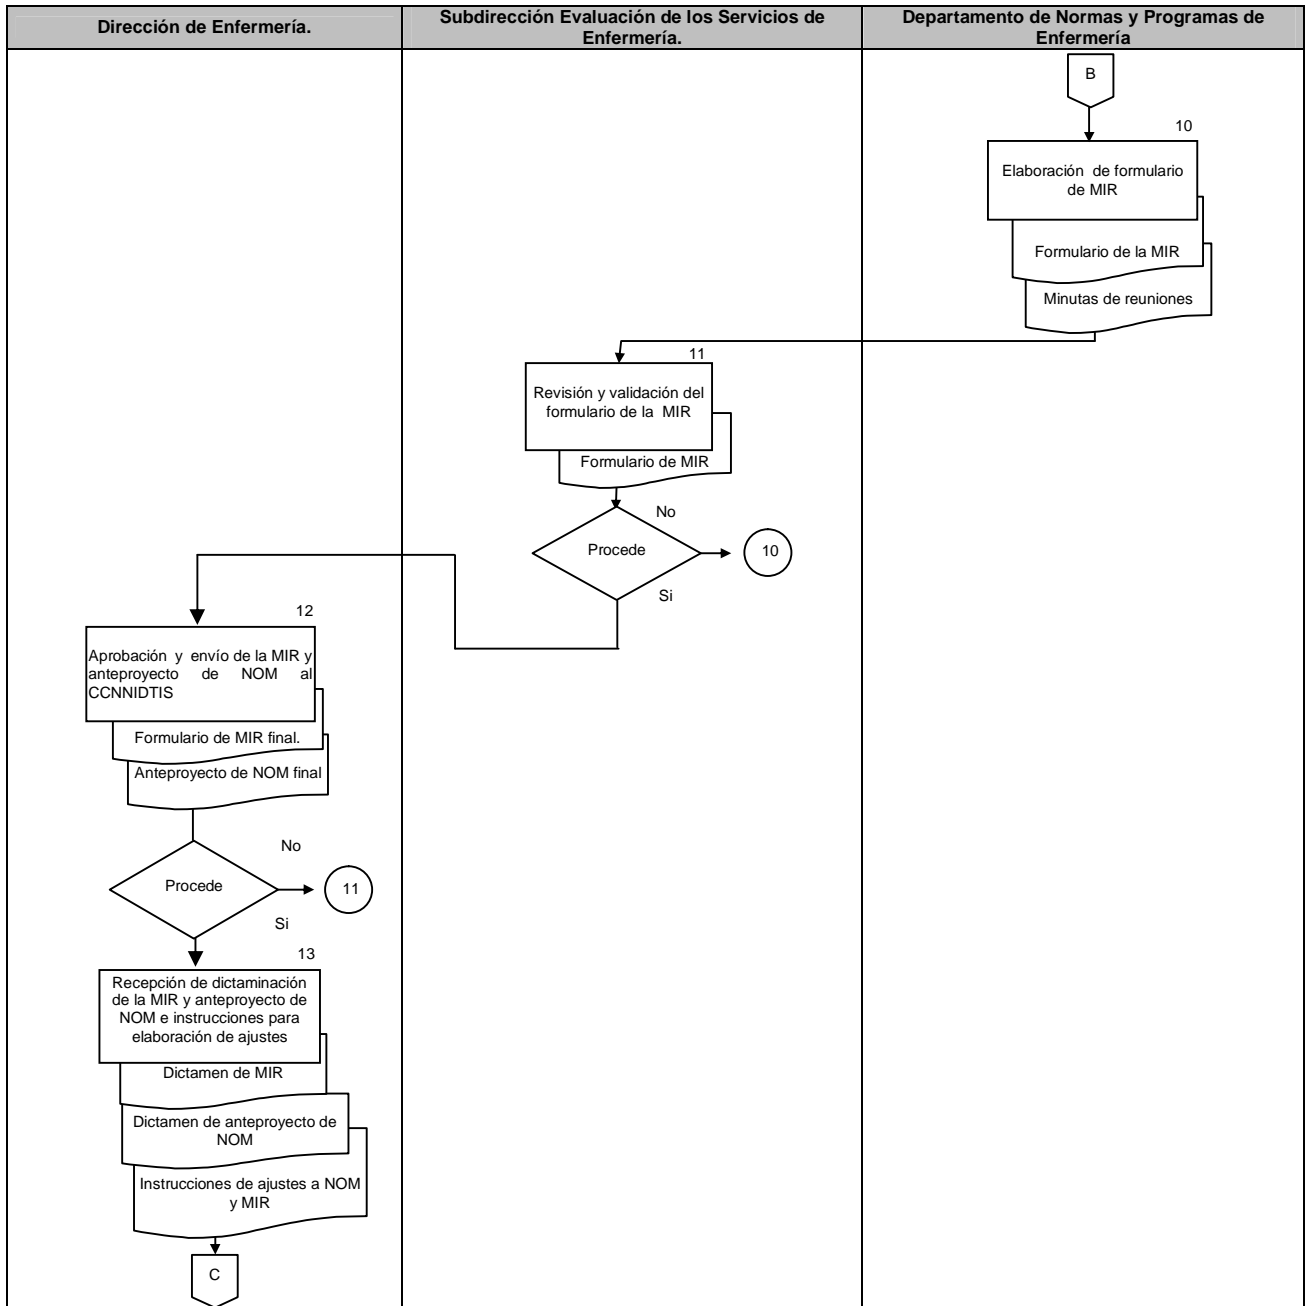 Dirección de Enfermería.
Subdirección Evaluación de los Servicios de
Enfermería.
Departamento de Normas y Programas de
Enfermería
B
10
Elaboración de formulario
de MIR
Formulario de la MIR
Minutas de reuniones
11
Revisión y validación del
formulario de la MIR
Formulario de MIR
No
Procede
10
Si
12
Aprobación y envío de la MIR y
anteproyecto de NOM al
CCNNIDTIS
Formulario de MIR final.
Anteproyecto de NOM final
No
Procede
11
Si
13
Recepción de dictaminación
de la MIR y anteproyecto de
NOM e instrucciones para
elaboración de ajustes
Dictamen de MIR
Dictamen de anteproyecto de
NOM
Instrucciones de ajustes a NOM
y MIR
C